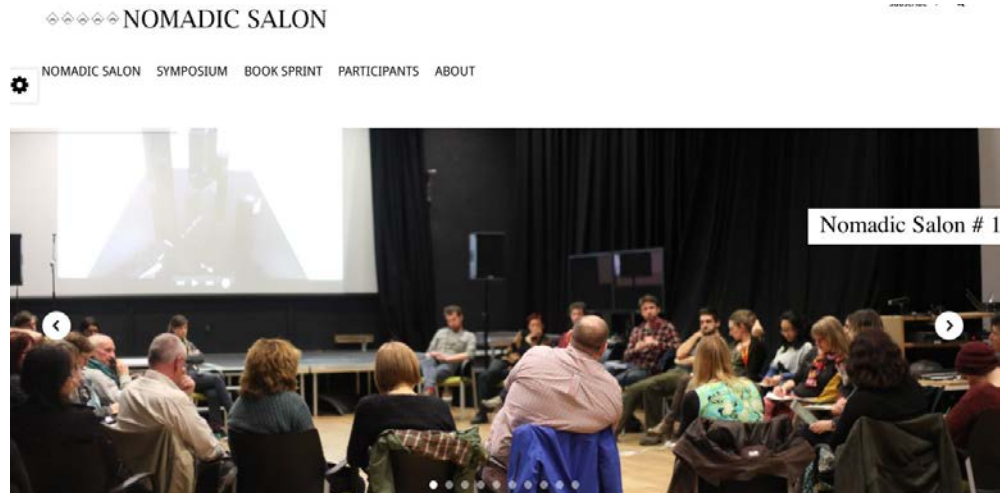 NOMADIC SALON
NOMADIC SALON SYMPOSIUM BOOK SPRINT PARTICIPANTS ABOUT
Nomadic Salon # 1